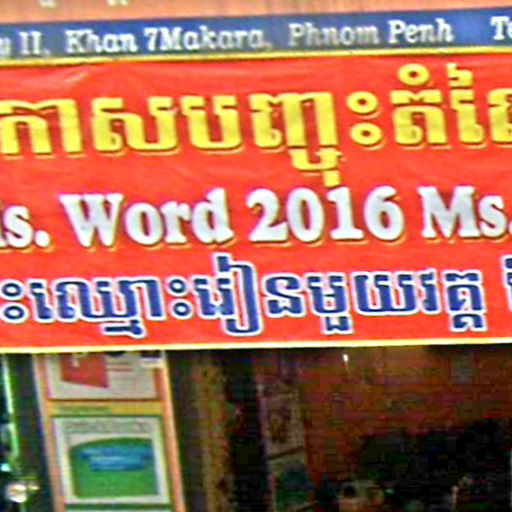 II, Khan 7Makara, Phnom Penh
កាសបញ្ចុះតំលៃ
Ms. Word 2016 Ms.
ះឈ្មោះរៀនមួយវគ្គ